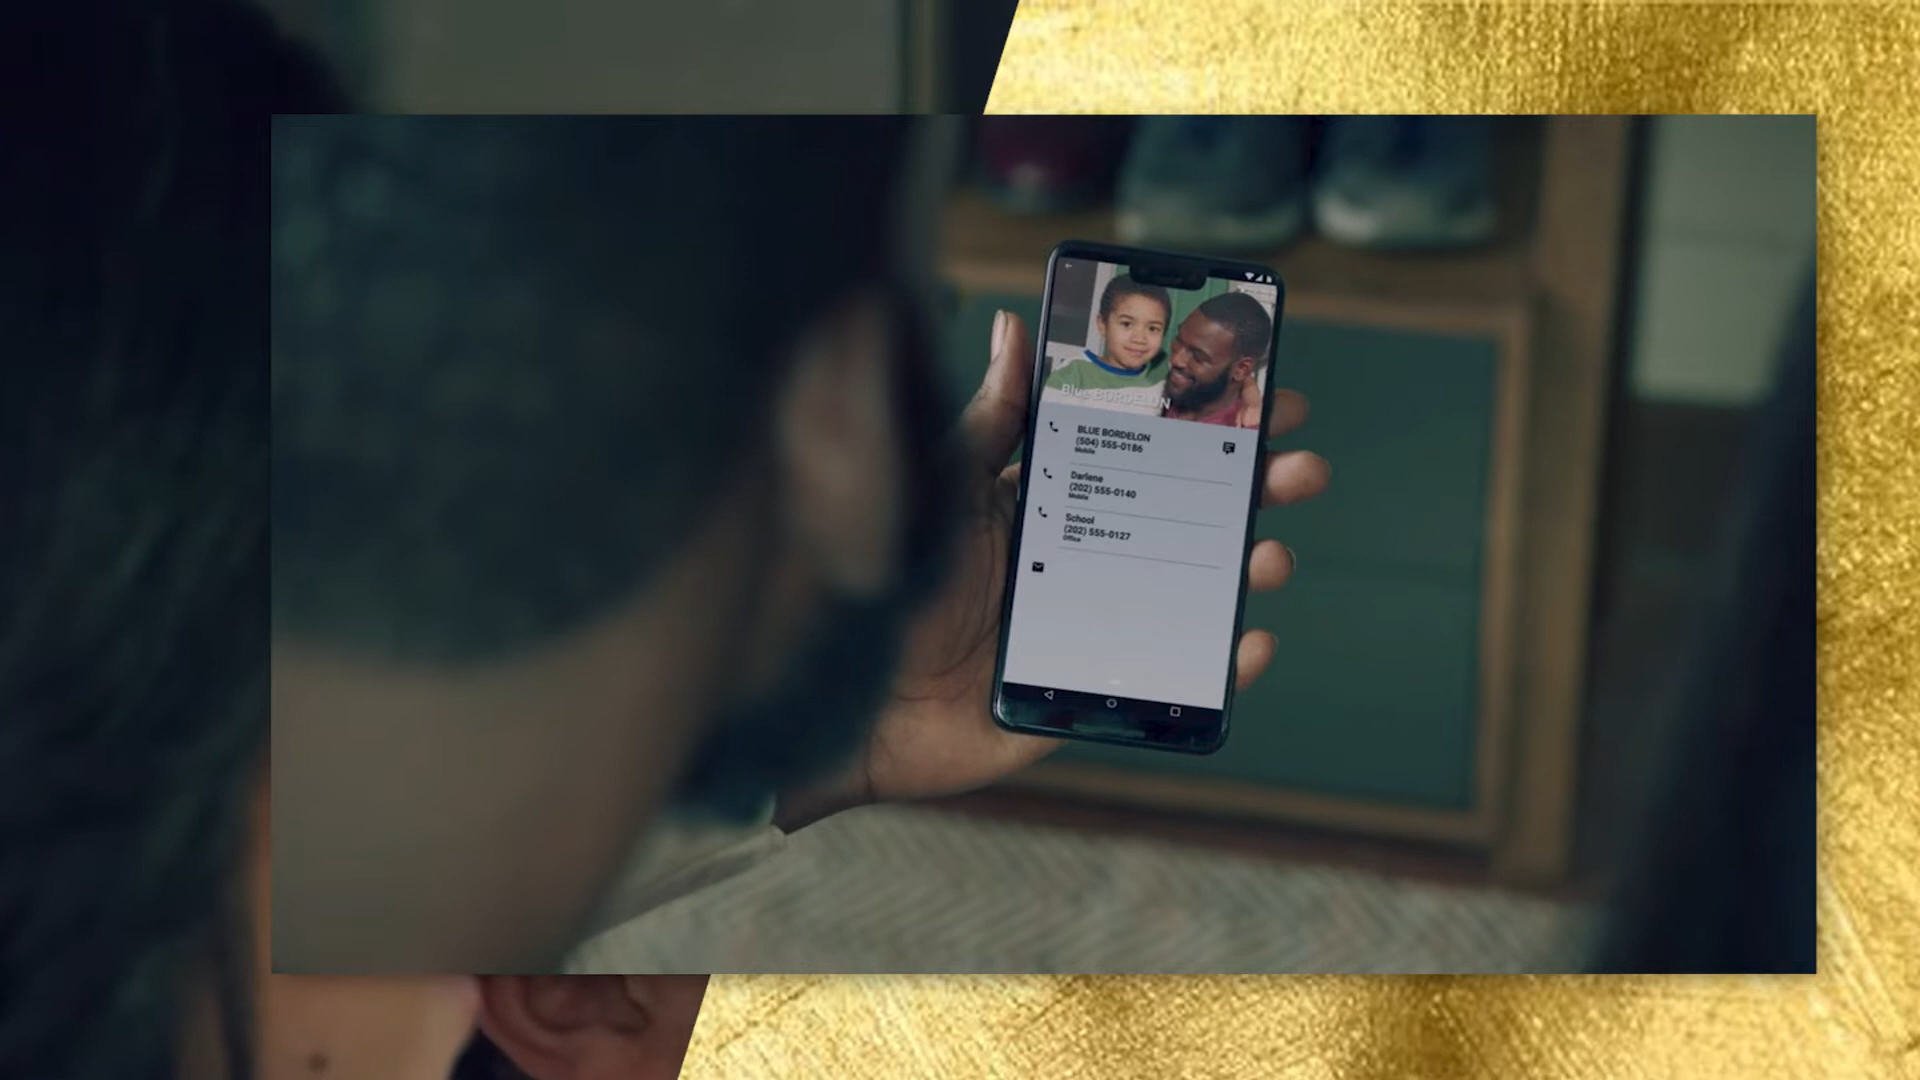 Blue BORDELON
BLUE BORDELON
(504) 555-0186
Mobile
Darlene
(202) 555-0140
Mobile
School
(202) 555-0127
Office